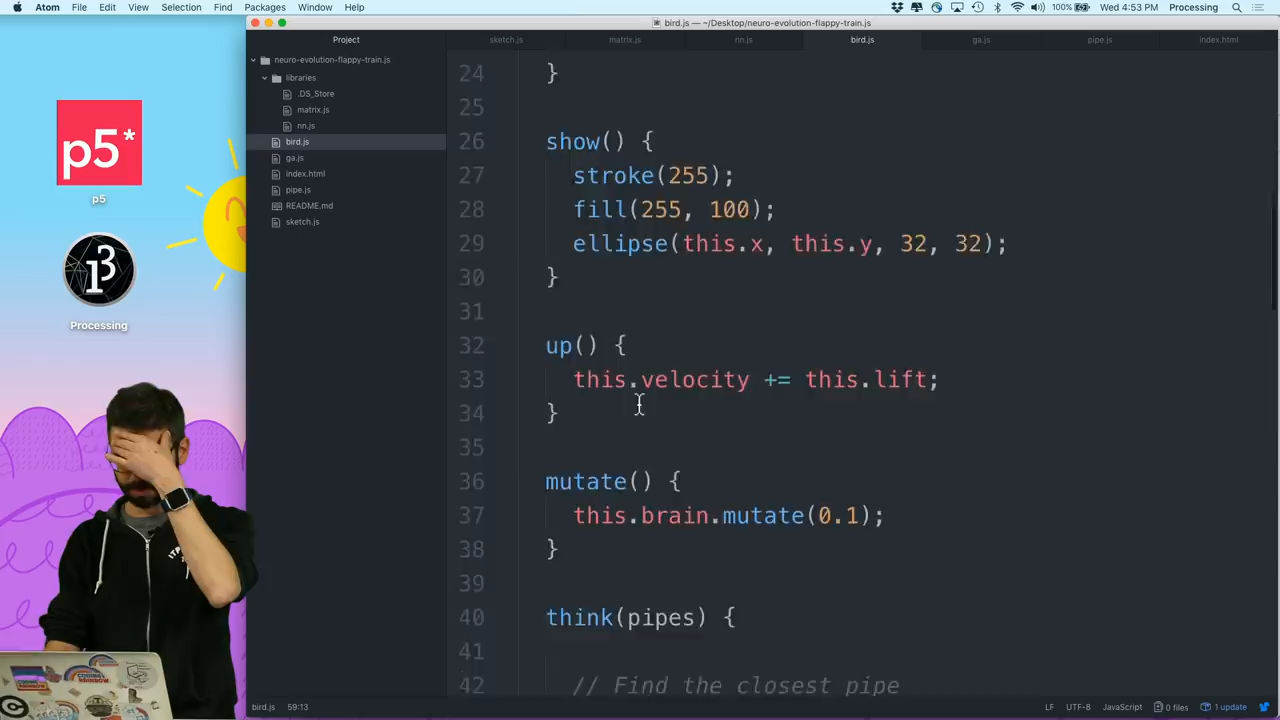 Atom File Edit View Selection Find Packages Window Help 100% Wed 4:53 PM Processing
bird.js — ~/Desktop/neuro-evolution-flappy-train.js
Project
sketch.js matrix.js nn.js bird.js ga.js pipe.js index.html
neuro-evolution-flappy-train.js
libraries
.DS_Store
matrix.js
nn.js
bird.js
ga.js
index.html
pipe.js
README.md
sketch.js
p5*
p5
Processing
24 }
25
26 show() {
27 stroke(255);
28 fill(255, 100);
29 ellipse(this.x, this.y, 32, 32);
30 }
31
32 up() {
33 this.velocity += this.lift;
34 }
35
36 mutate() {
37 this.brain.mutate(0.1);
38 }
39
40 think(pipes) {
41
42 // Find the closest pipe
bird.js 59:13 LF UTF-8 JavaScript 0 files 1 update